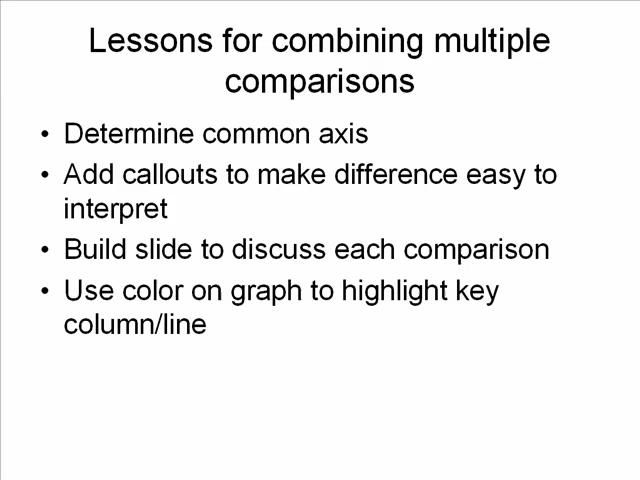 Lessons for combining multiple
comparisons
• Determine common axis
• Add callouts to make difference easy to
interpret
• Build slide to discuss each comparison
• Use color on graph to highlight key
column/line